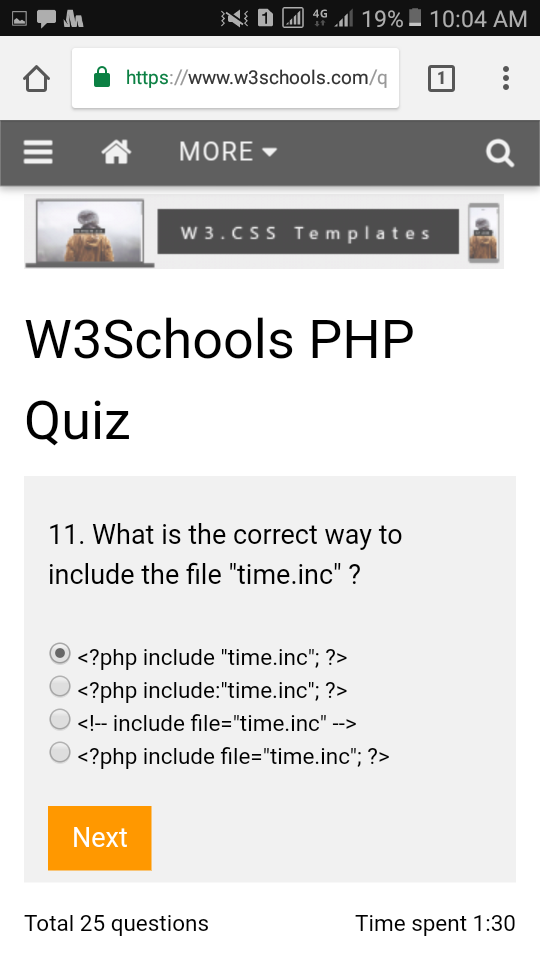 1 4G 19% 10:04 AM
https://www.w3schools.com/q 1
MORE
W3.CSS Templates
W3Schools PHP
Quiz
11. What is the correct way to
include the file "time.inc" ?
<?php include "time.inc"; ?>
<?php include:"time.inc"; ?>
<!-- include file="time.inc" -->
<?php include file="time.inc"; ?>
Next
Total 25 questions Time spent 1:30